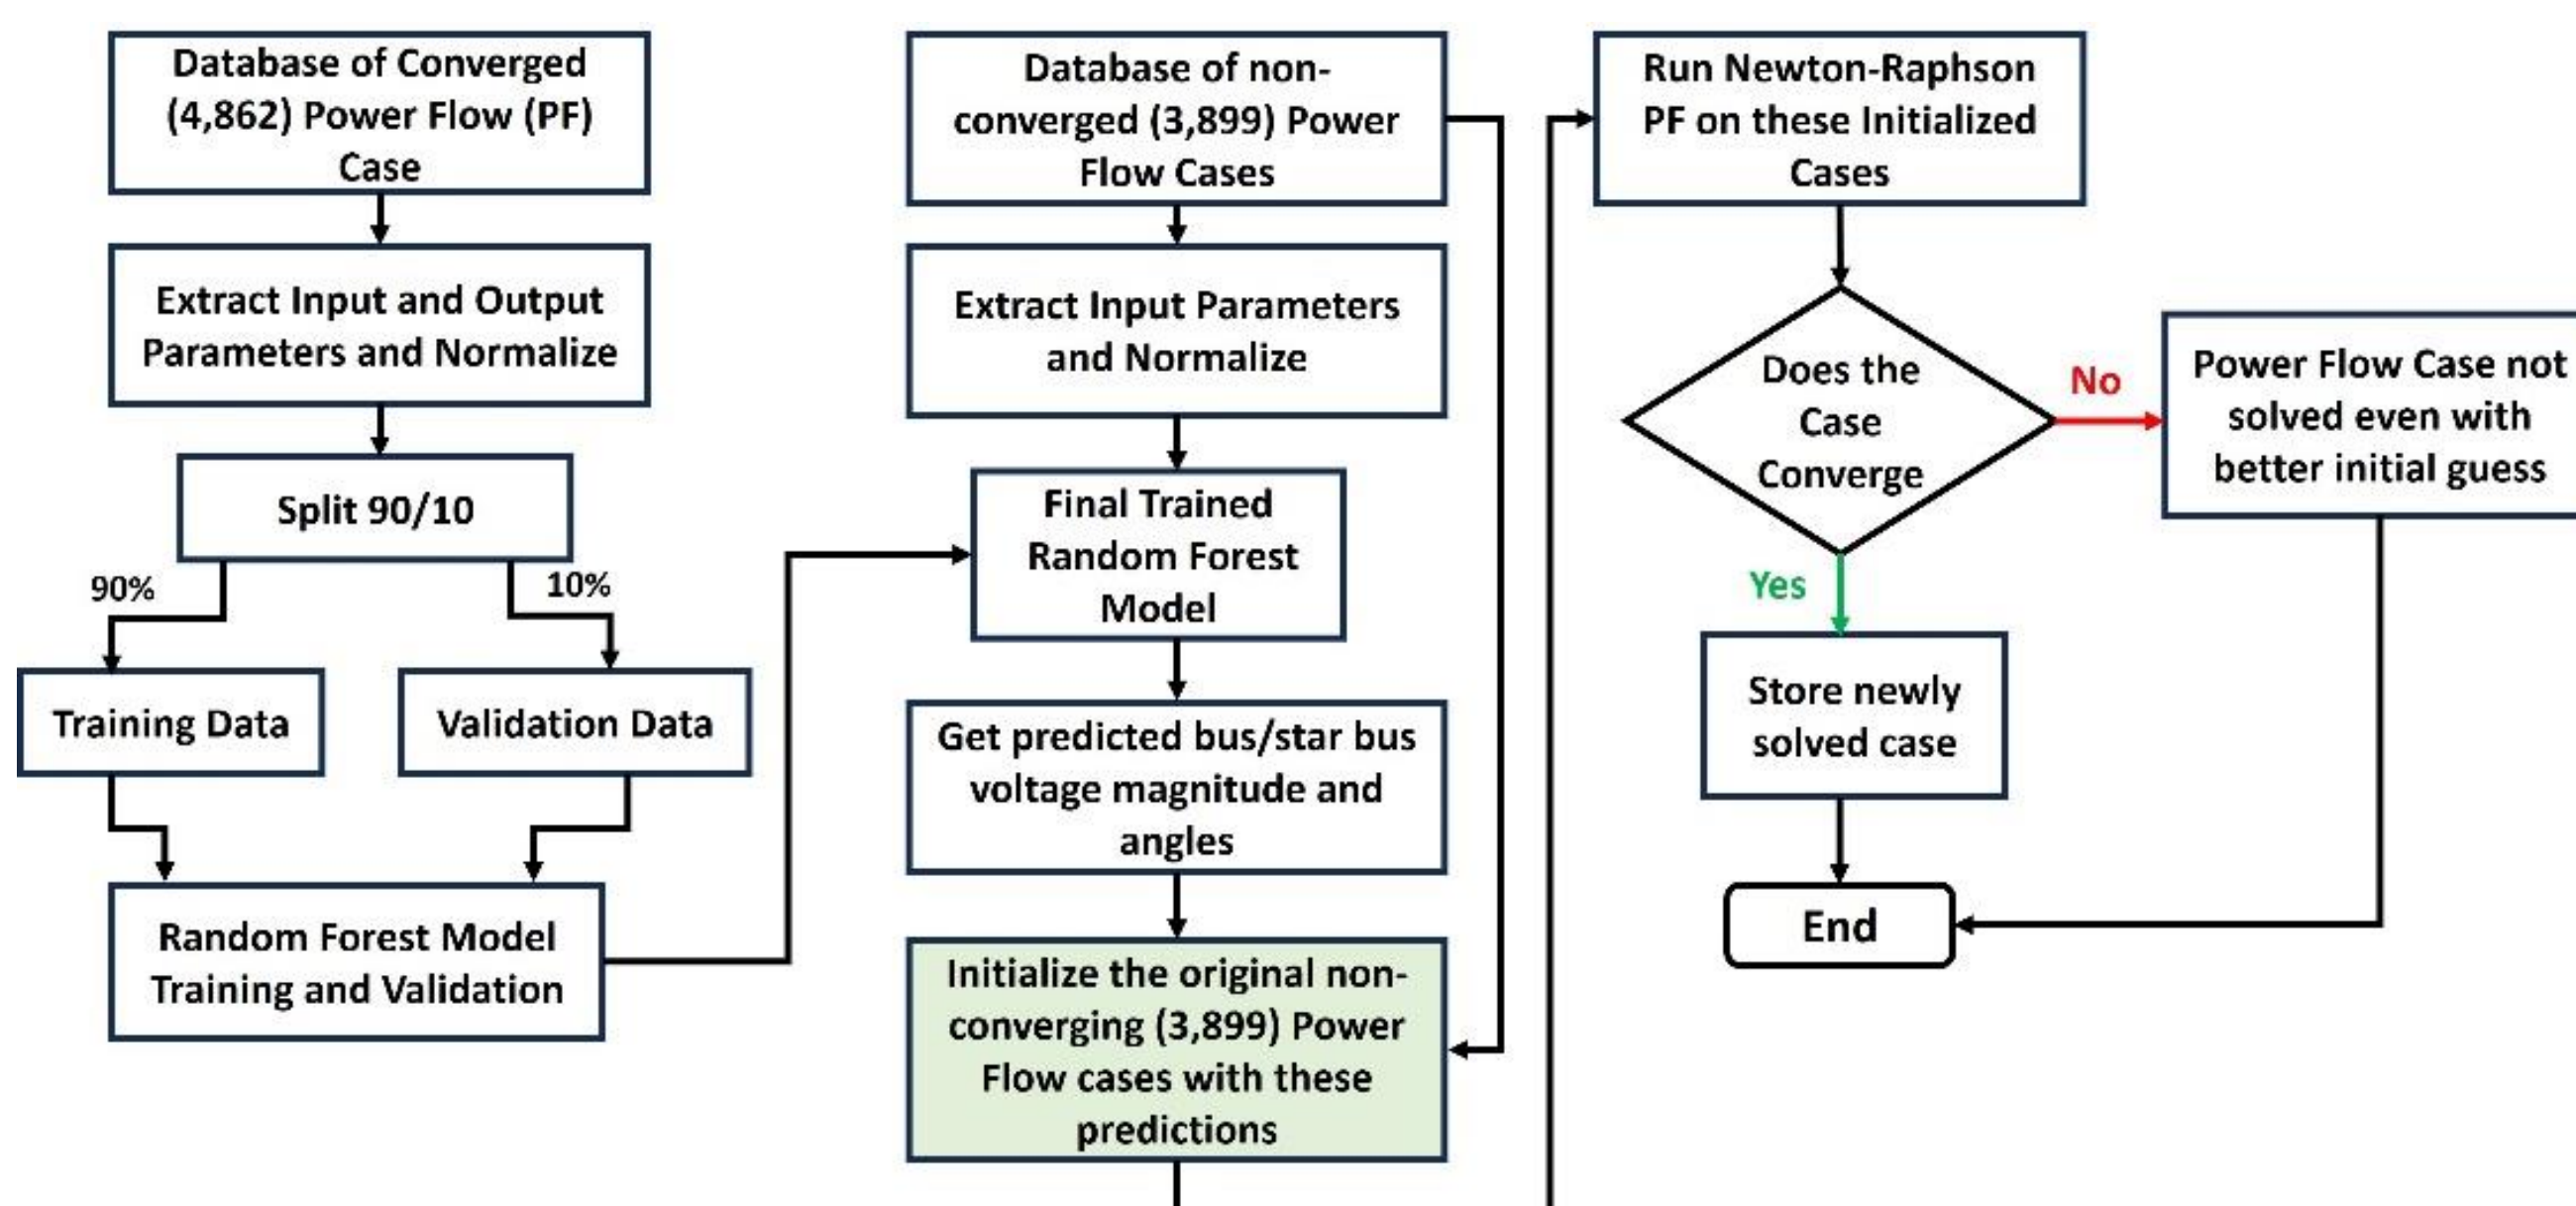 Database of Converged
(4,862) Power Flow (PF)
Case
Extract Input and Output
Parameters and Normalize
Split 90/10
90%
10%
Training Data
Validation Data
Random Forest Model
Training and Validation
Database of non-
converged (3,899) Power
Flow Cases
Extract Input Parameters
and Normalize
Final Trained
Random Forest
Model
Get predicted bus/star bus
voltage magnitude and
angles
Initialize the original non-
converging (3,899) Power
Flow cases with these
predictions
Run Newton-Raphson
PF on these Initialized
Cases
Does the
Case
Converge
No
Power Flow Case not
solved even with
better initial guess
Yes
Store newly
solved case
End